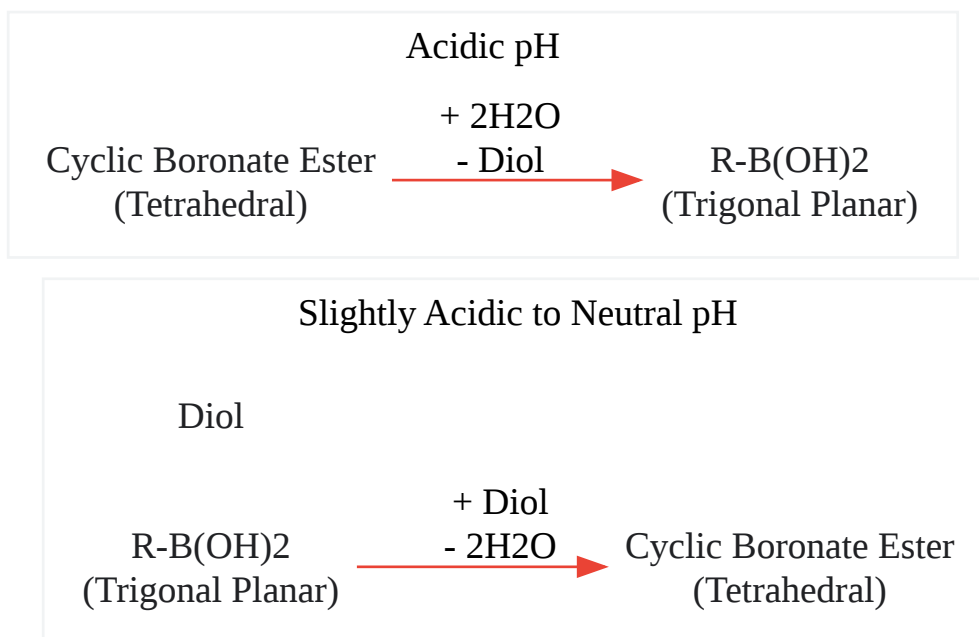 Acidic pH
+ 2H2O
- Diol
Cyclic Boronate Ester
(Tetrahedral)
R-B(OH)2
(Trigonal Planar)
Slightly Acidic to Neutral pH
Diol
+ Diol
- 2H2O
R-B(OH)2
(Trigonal Planar)
Cyclic Boronate Ester
(Tetrahedral)